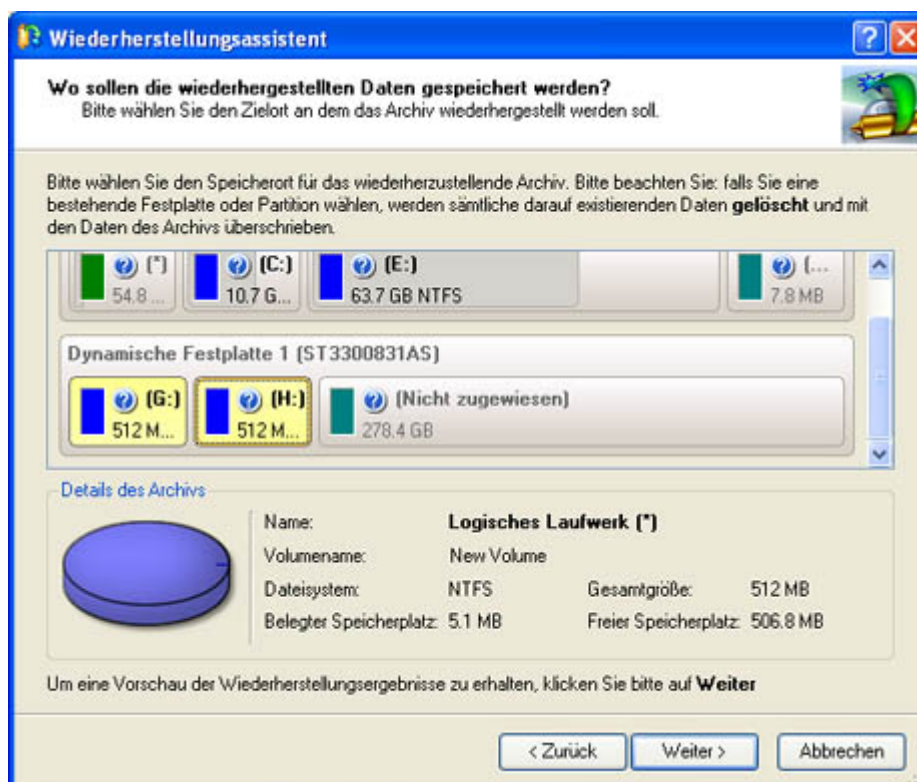 Wiederherstellungsassistent
Wo sollen die wiederhergestellten Daten gespeichert werden?
Bitte wählen Sie den Zielort an dem das Archiv wiederhergestellt werden soll.
Bitte wählen Sie den Speicherort für das wiederherzustellende Archiv. Bitte beachten Sie: falls Sie eine
bestehende Festplatte oder Partition wählen, werden sämtliche darauf existierenden Daten gelöscht und mit
den Daten des Archivs überschrieben.
(*) (C:) (E:) (...
54.8 ... 10.7 G... 63.7 GB NTFS 7.8 MB
Dynamische Festplatte 1 (ST3300831AS)
(G:) (H:) (Nicht zugewiesen)
512 M... 512 M... 278.4 GB
Details des Archivs
Name: Logisches Laufwerk (*)
Volumename: New Volume
Dateisystem: NTFS Gesamtgröße: 512 MB
Belegter Speicherplatz: 5.1 MB Freier Speicherplatz: 506.8 MB
Um eine Vorschau der Wiederherstellungsergebnisse zu erhalten, klicken Sie bitte auf Weiter
< Zurück Weiter > Abbrechen